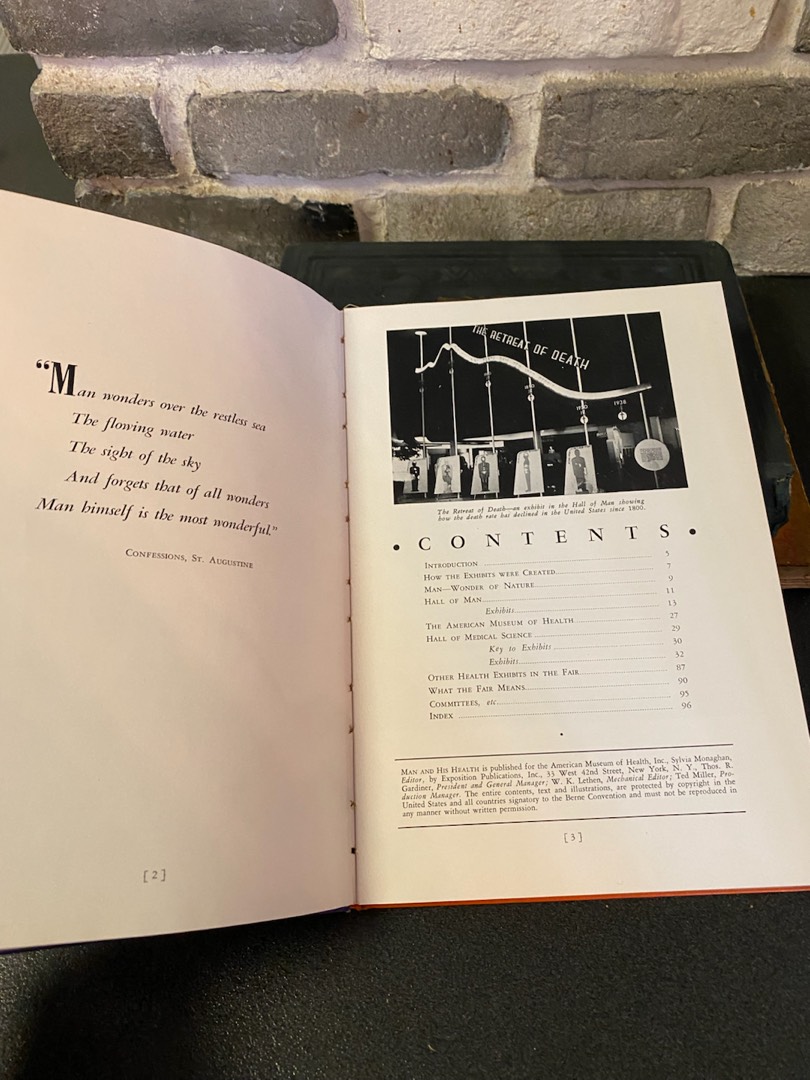 “Man wonders over the restless sea
The flowing water
The sight of the sky
And forgets that of all wonders
Man himself is the most wonderful.”
Confessions, St. Augustine
[ 2 ]
THE RETREAT OF DEATH
1938
The Retreat of Death—an exhibit in the Hall of Man showing
how the death rate has declined in the United States since 1800.
• CONTENTS •
Introduction 5
How the Exhibits were Created 7
Man—Wonder of Nature 9
Hall of Man 11
Exhibits 13
The American Museum of Health 27
Hall of Medical Science 29
Key to Exhibits 30
Exhibits 32
Other Health Exhibits in the Fair 87
What the Fair Means 90
Committees, etc. 95
Index 96
Man and His Health is published for the American Museum of Health, Inc., Sylvia Monaghan,
Editor, by Exposition Publications, Inc., 33 West 42nd Street, New York, N. Y., Thos. R.
Gardiner, President and General Manager; W. K. Lethen, Mechanical Editor; Ted Miller, Pro-
duction Manager. The entire contents, text and illustrations, are protected by copyright in the
United States and all countries signatory to the Berne Convention and must not be reproduced in
any manner without written permission.
[ 3 ]